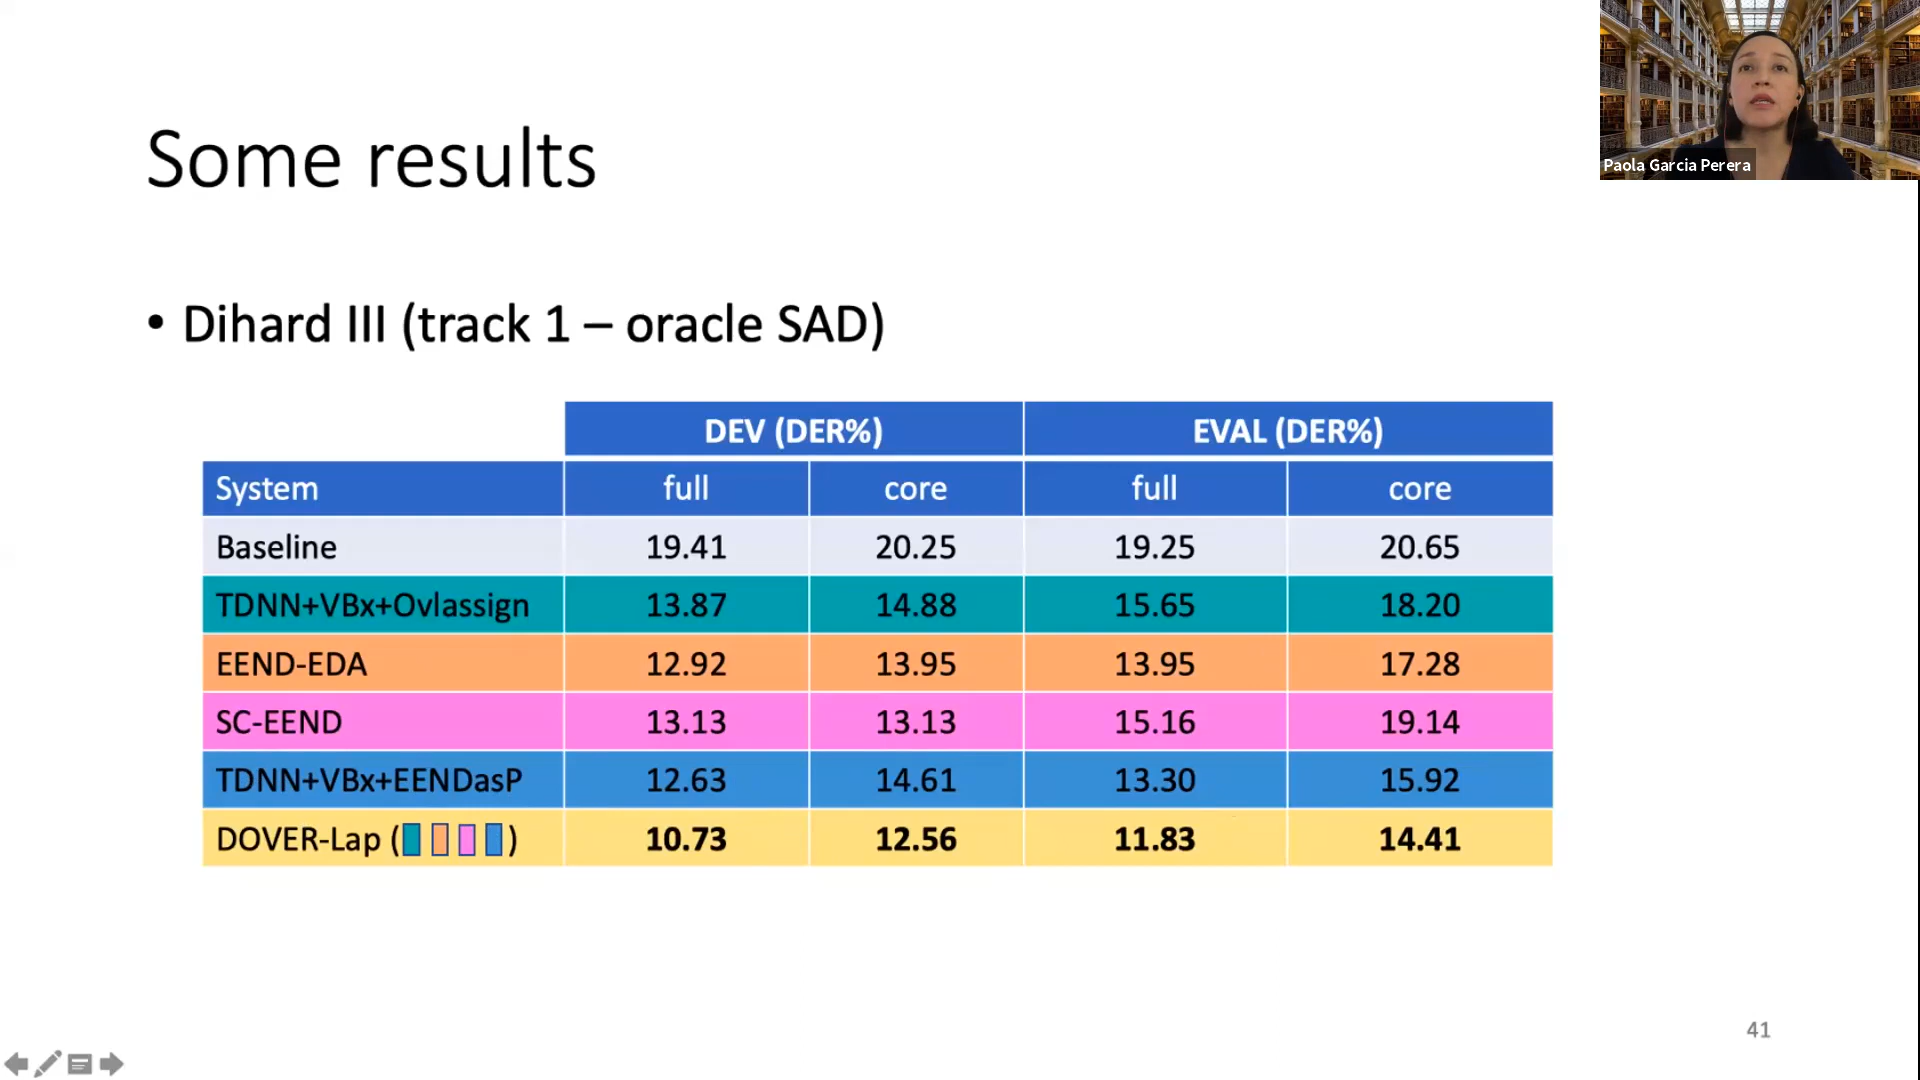 Some results
Paola Garcia Perera
• Dihard III (track 1 – oracle SAD)
DEV (DER%) EVAL (DER%)
System full core full core
Baseline 19.41 20.25 19.25 20.65
TDNN+VBx+Ovlassign 13.87 14.88 15.65 18.20
EEND-EDA 12.92 13.95 13.95 17.28
SC-EEND 13.13 13.13 15.16 19.14
TDNN+VBx+EENDasP 12.63 14.61 13.30 15.92
DOVER-Lap ( ) 10.73 12.56 11.83 14.41
41